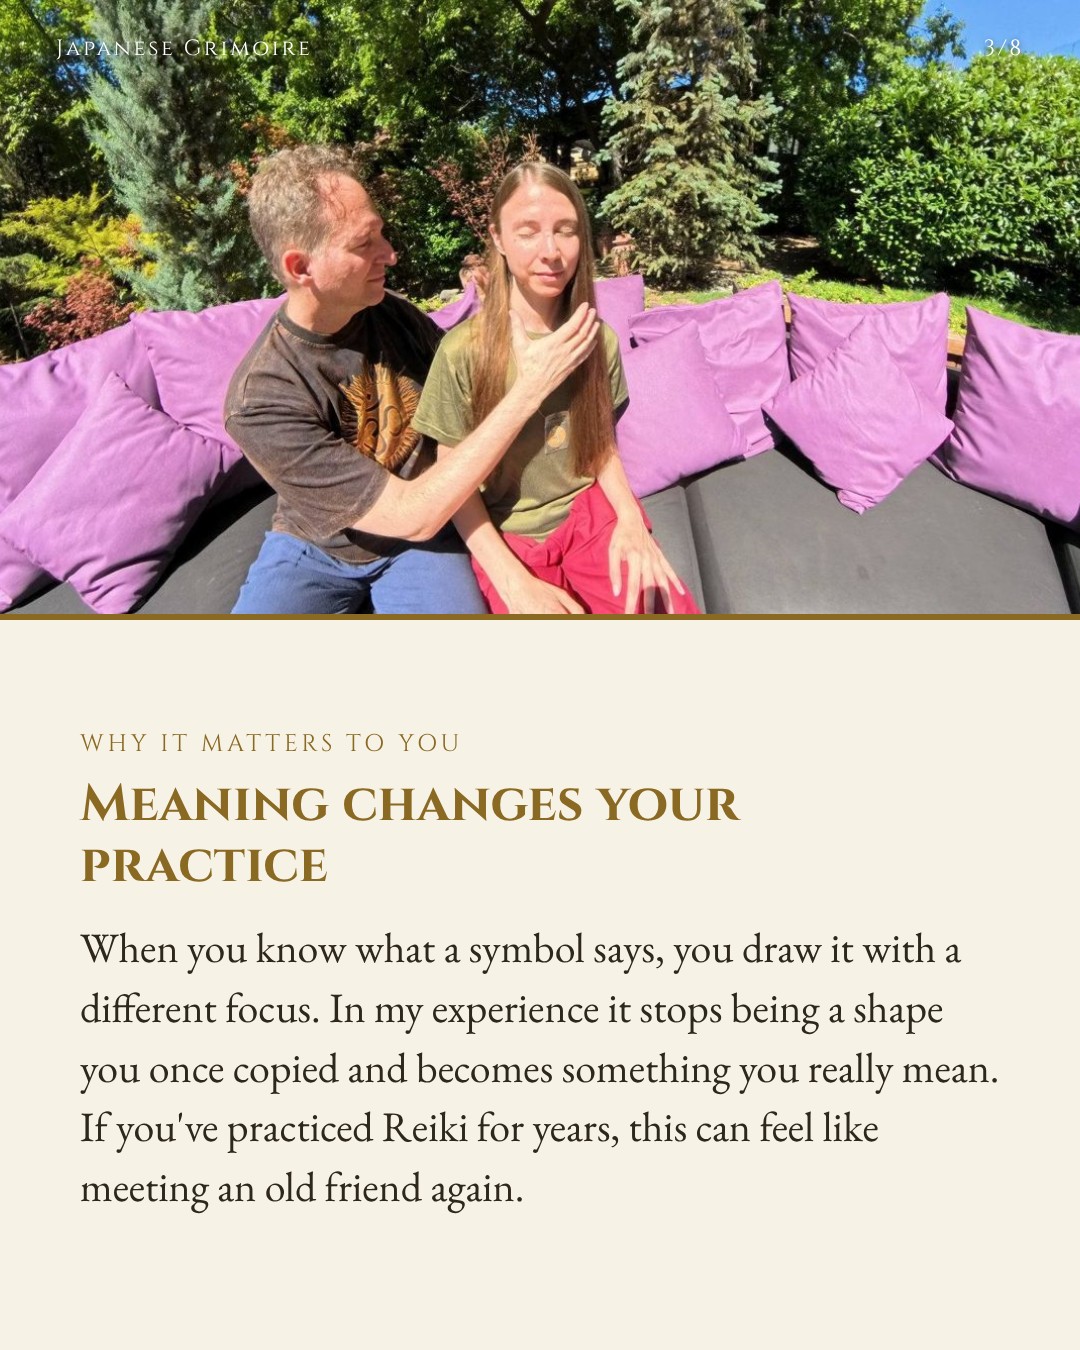 Japanese Grimoire
3/8
WHY IT MATTERS TO YOU
Meaning changes your
practice
When you know what a symbol says, you draw it with a
different focus. In my experience it stops being a shape
you once copied and becomes something you really mean.
If you've practiced Reiki for years, this can feel like
meeting an old friend again.